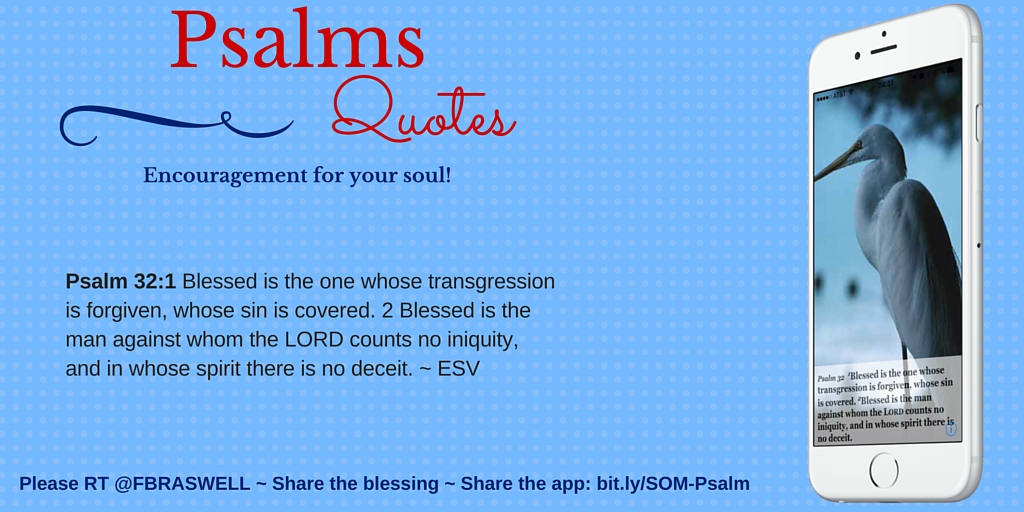 Psalms
Quotes
Encouragement for your soul!
Psalm 32:1 Blessed is the one whose transgression
is forgiven, whose sin is covered. 2 Blessed is the
man against whom the LORD counts no iniquity,
and in whose spirit there is no deceit. ~ ESV
Please RT @FBRASWELL ~ Share the blessing ~ Share the app: bit.ly/SOM-Psalm
AT&T
Psalm 32 ¹Blessed is the one whose
transgression is forgiven, whose sin
is covered. ²Blessed is the man
against whom the LORD counts no
iniquity, and in whose spirit there is
no deceit.